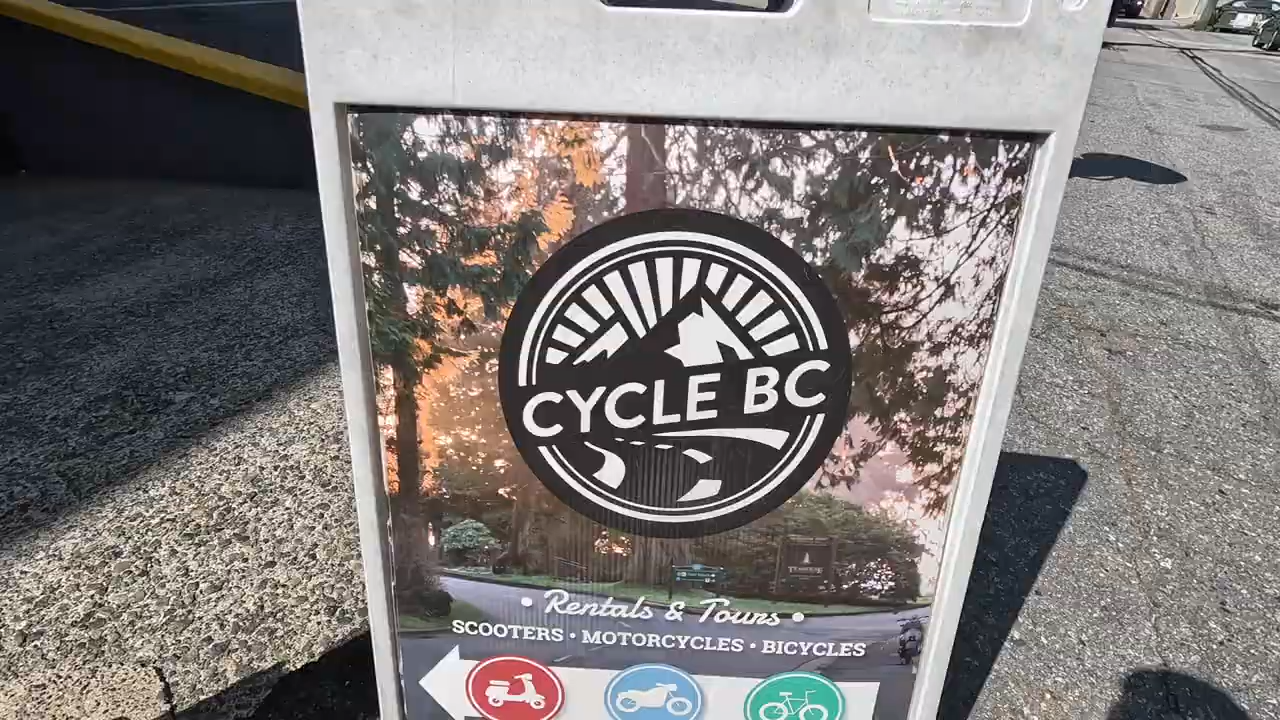 CYCLE BC
• Rentals & Tours •
SCOOTERS • MOTORCYCLES • BICYCLES